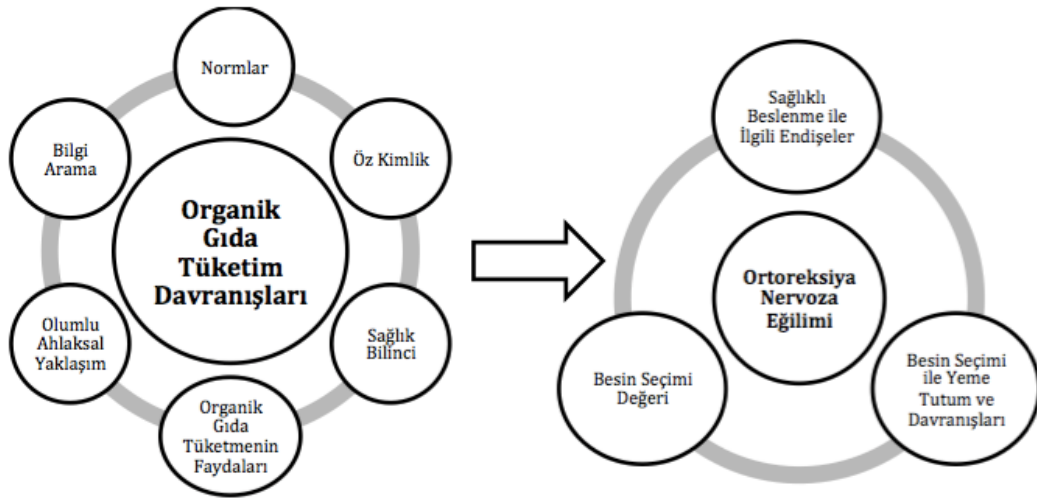 Normlar
Öz Kimlik
Sağlık
Bilinci
Organik
Gıda
Tüketmenin
Faydaları
Olumlu
Ahlaksal
Yaklaşım
Bilgi
Arama
Organik
Gıda
Tüketim
Davranışları
Sağlıklı
Beslenme ile
İlgili Endişeler
Besin Seçimi
ile Yeme
Tutum ve
Davranışları
Besin Seçimi
Değeri
Ortoreksiya
Nervoza
Eğilimi